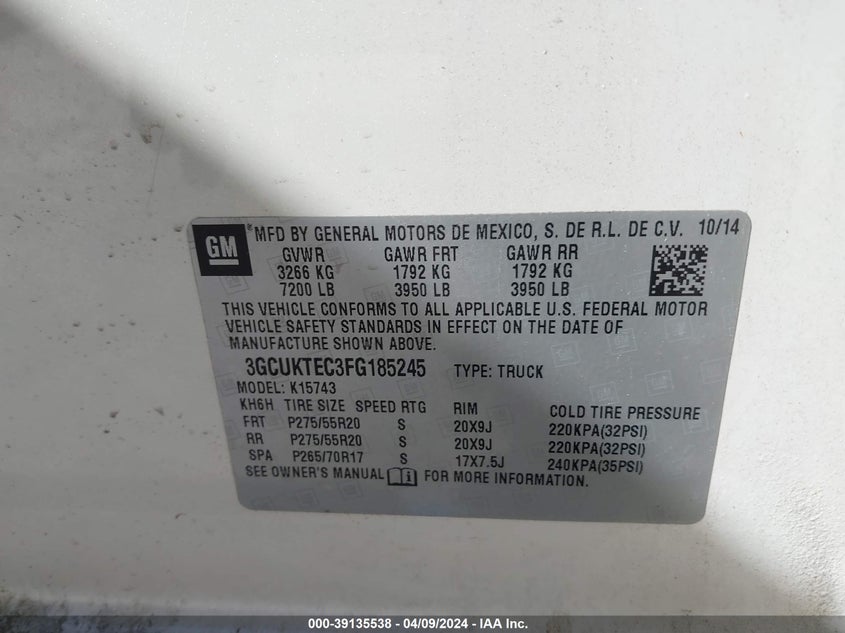 GM ® MFD BY GENERAL MOTORS DE MEXICO, S. DE R.L. DE C.V. 10/14
GVWR GAWR FRT GAWR RR
3266 KG 1792 KG 1792 KG
7200 LB 3950 LB 3950 LB
THIS VEHICLE CONFORMS TO ALL APPLICABLE U.S. FEDERAL MOTOR
VEHICLE SAFETY STANDARDS IN EFFECT ON THE DATE OF
MANUFACTURE SHOWN ABOVE.
3GCUKTEC3FG185245 TYPE: TRUCK
MODEL: K15743
KH6H TIRE SIZE SPEED RTG RIM COLD TIRE PRESSURE
FRT P275/55R20 S 20X9J 220KPA(32PSI)
RR P275/55R20 S 20X9J 220KPA(32PSI)
SPA P265/70R17 S 17X7.5J 240KPA(35PSI)
SEE OWNER'S MANUAL i FOR MORE INFORMATION.
000-39135538 - 04/09/2024 - IAA Inc.